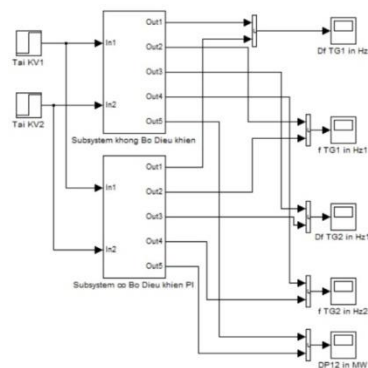 Out1
Out2
In1
Out3
Out4
In2
Out5
Subsystem khong Bo Dieu khien
Tai KV1
Tai KV2
Out1
In1
Out2
Out3
In2
Out4
Out5
Subsystem co Bo Dieu khien PI
Df TG1 in Hz
f TG1 in Hz1
Df TG2 in Hz1
f TG2 in Hz2
DP12 in MW